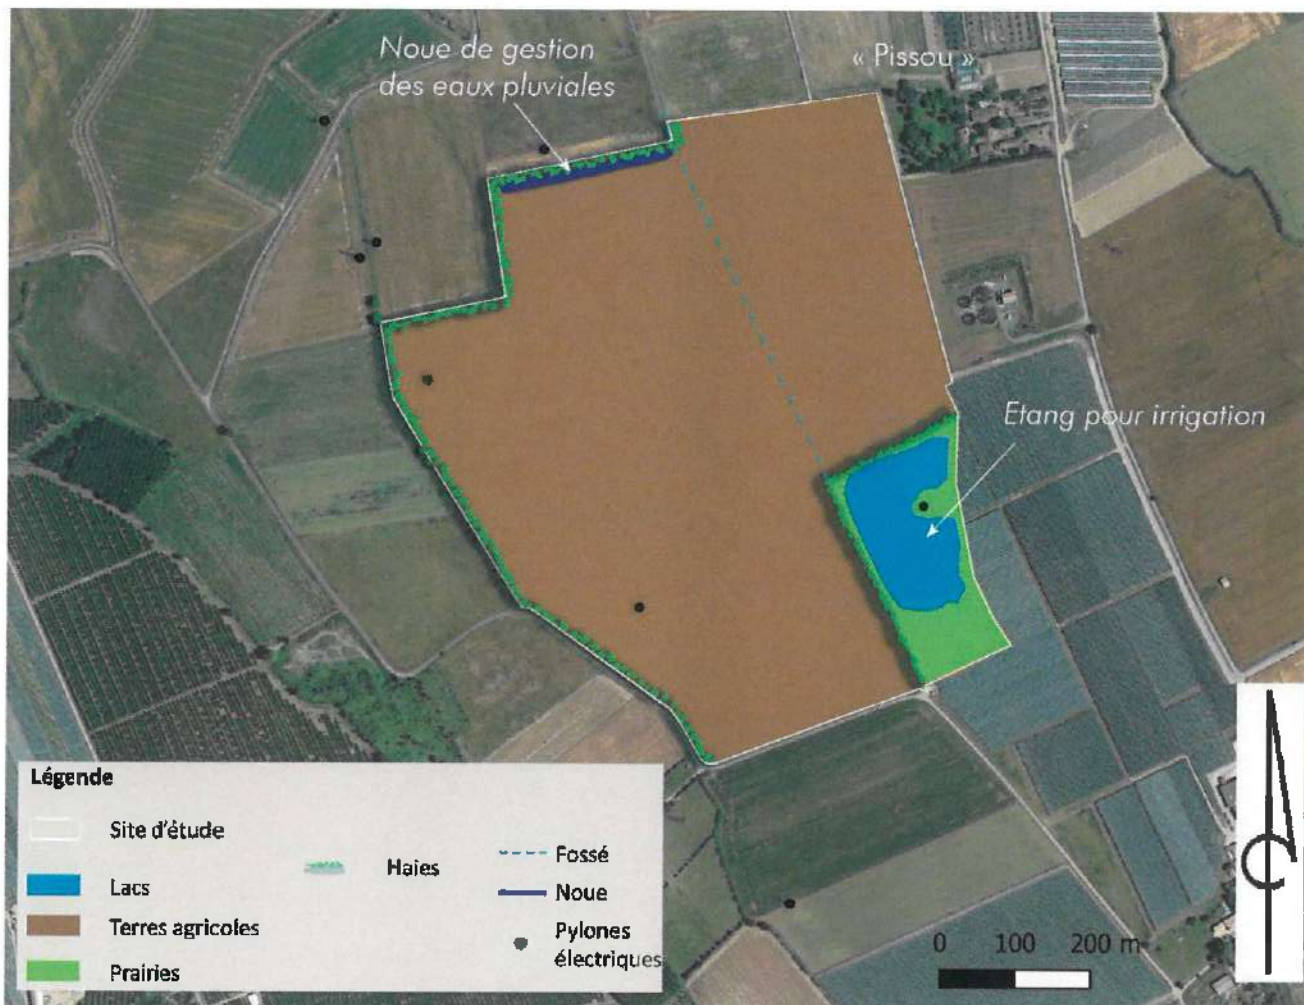 Noue de gestion
des eaux pluviales
« Pissou »
Etang pour irrigation
Légende
Site d'étude
Lacs
Terres agricoles
Prairies
Haies
Fossé
Noue
Pylones
électriques
0 100 200 m